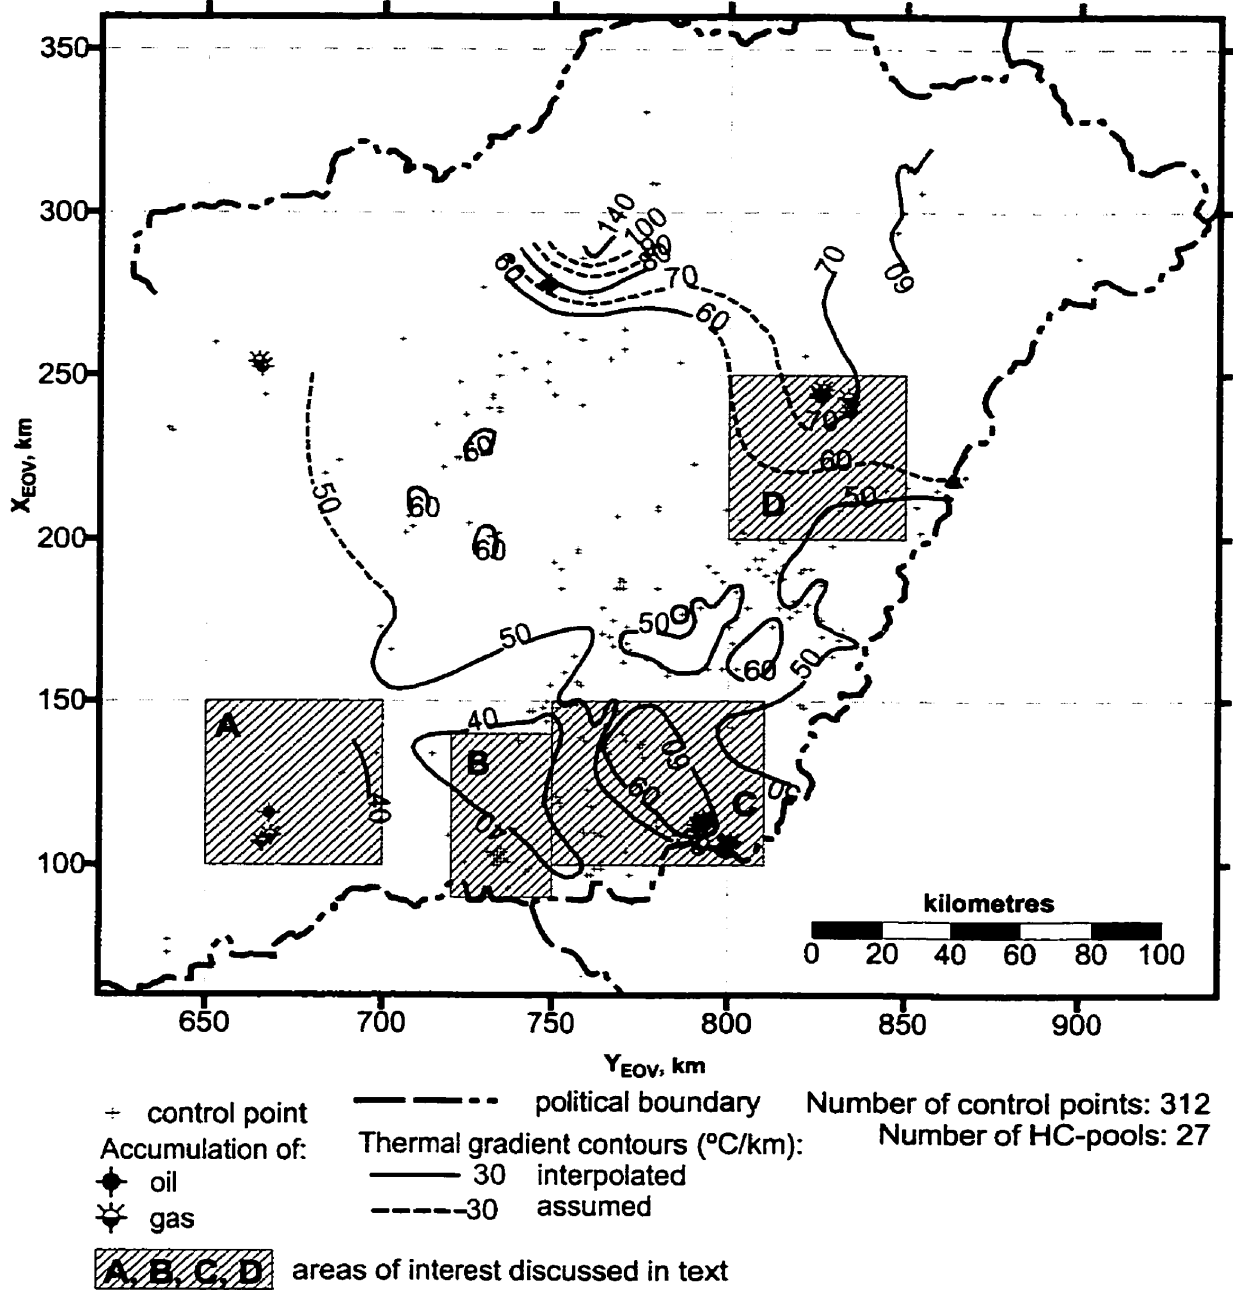 350
300
250
200
150
100
X_EOV, km
140
100
80
60
70
60
70
60
60
70
60
50
50
60
60
60
50
50
60
50
40
60
60
50
40
40
A
B
C
D
kilometres
0 20 40 60 80 100
650 700 750 800 850 900
Y_EOV, km
control point
political boundary
Number of control points: 312
Number of HC-pools: 27
Accumulation of:
oil
gas
Thermal gradient contours (ºC/km):
30 interpolated
30 assumed
A, B, C, D areas of interest discussed in text